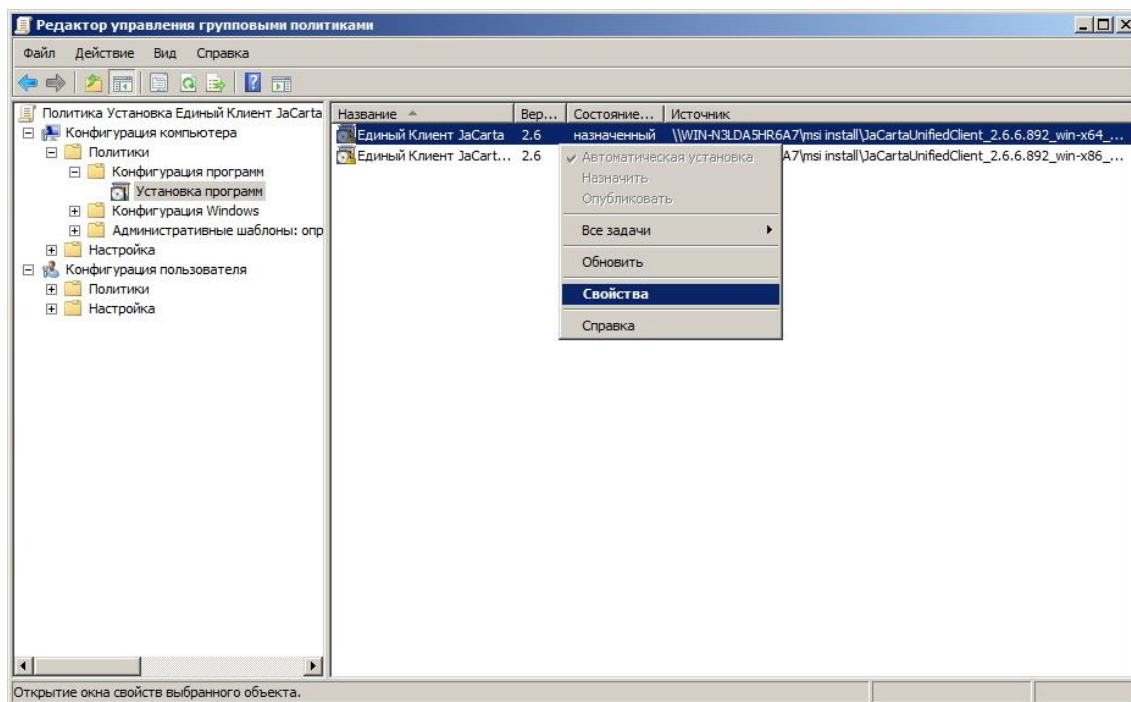 Редактор управления групповыми политиками
Файл Действие Вид Справка
Политика Установка Единый Клиент JaCarta
Конфигурация компьютера
Политики
Конфигурация программ
Установка программ
Конфигурация Windows
Административные шаблоны: опр
Настройка
Конфигурация пользователя
Политики
Настройка
Название Вер... Состояние... Источник
Единый Клиент JaCarta 2.6 назначенный \\WIN-N3LDA5HR6A7\msi install\JaCartaUnifiedClient_2.6.6.892_win-x64_...
Единый Клиент JaCart... 2.6 A7\msi install\JaCartaUnifiedClient_2.6.6.892_win-x86_...
Автоматическая установка
Назначить
Опубликовать
Все задачи
Обновить
Свойства
Справка
Открытие окна свойств выбранного объекта.